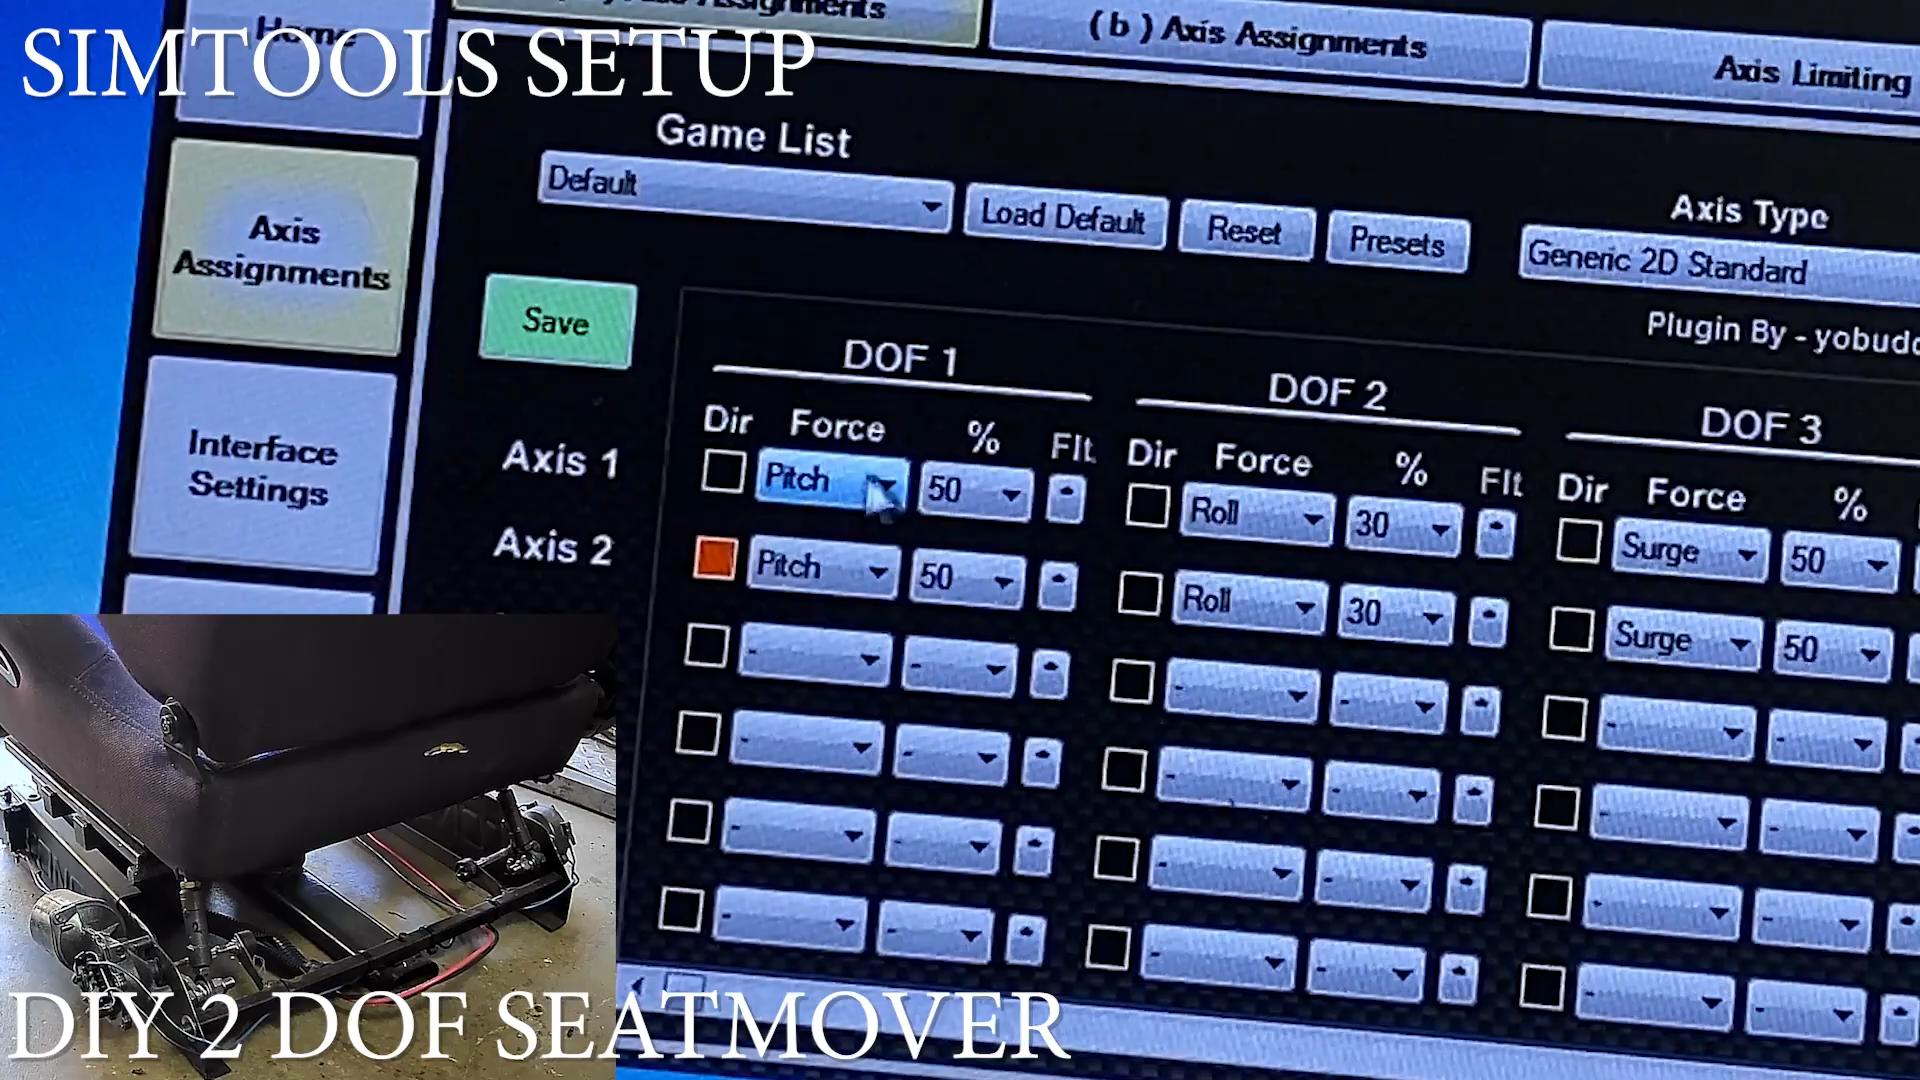 SIMTOOLS SETUP
Home
Assignments
( b ) Axis Assignments
Axis Limiting
Game List
Default
Load Default
Reset
Presets
Axis Type
Generic 2D Standard
Plugin By - yobudd
Axis
Assignments
Save
Interface
Settings
DOF 1
DOF 2
DOF 3
Dir Force % Flt Dir Force % Flt Dir Force %
Axis 1 Pitch 50 Roll 30 Surge 50
Axis 2 Pitch 50 Roll 30 Surge 50
- - - - - -
- - - - - -
- - - - - -
- - - - - -
DIY 2 DOF SEATMOVER